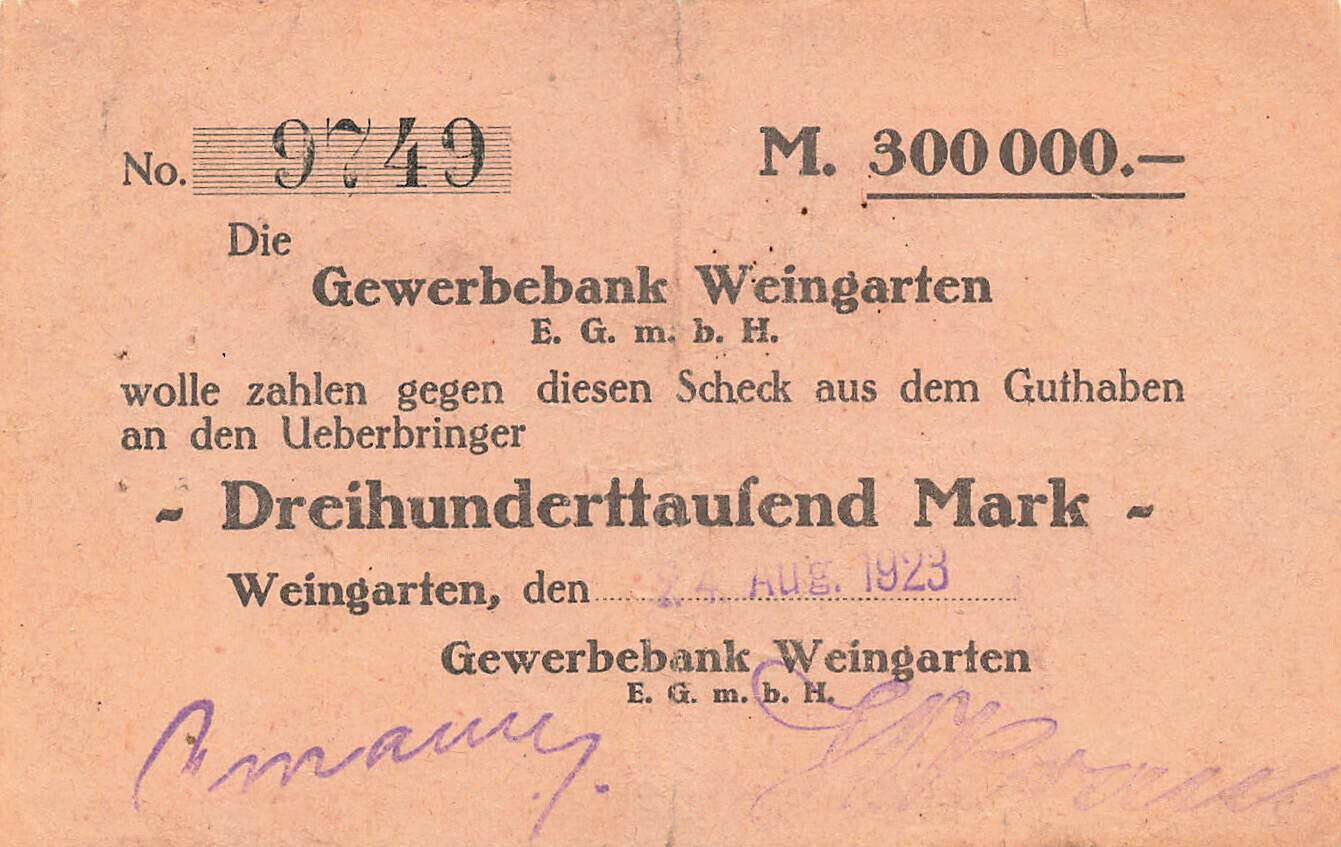 No. 9749 M. 300 000.—
Die
Gewerbebank Weingarten
E. G. m. b. H.
wolle zahlen gegen diesen Scheck aus dem Guthaben
an den Ueberbringer
- Dreihunderttauſend Mark -
Weingarten, den 24. Aug. 1923
Gewerbebank Weingarten
E. G. m. b. H.